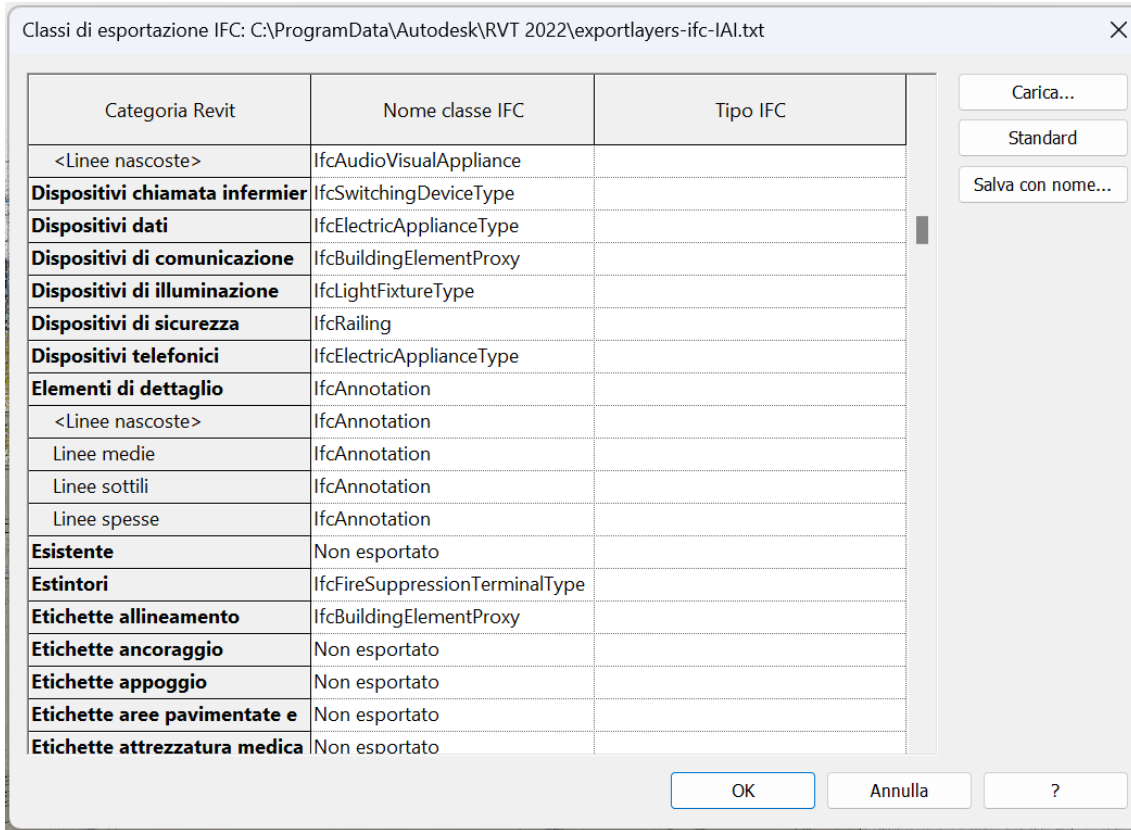 Classi di esportazione IFC: C:\ProgramData\Autodesk\RVT 2022\exportlayers-ifc-IAI.txt
Categoria Revit Nome classe IFC Tipo IFC
Carica...
Standard
Salva con nome...
<Linee nascoste> IfcAudioVisualAppliance
Dispositivi chiamata infermier IfcSwitchingDeviceType
Dispositivi dati IfcElectricApplianceType
Dispositivi di comunicazione IfcBuildingElementProxy
Dispositivi di illuminazione IfcLightFixtureType
Dispositivi di sicurezza IfcRailing
Dispositivi telefonici IfcElectricApplianceType
Elementi di dettaglio IfcAnnotation
<Linee nascoste> IfcAnnotation
Linee medie IfcAnnotation
Linee sottili IfcAnnotation
Linee spesse IfcAnnotation
Esistente Non esportato
Estintori IfcFireSuppressionTerminalType
Etichette allineamento IfcBuildingElementProxy
Etichette ancoraggio Non esportato
Etichette appoggio Non esportato
Etichette aree pavimentate e Non esportato
Etichette attrezzatura medica Non esportato
OK Annulla ?